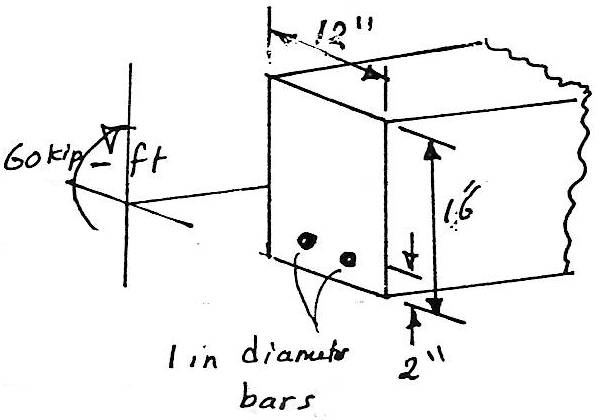 12"
60 kip - ft
16"
2"
1 in diameter
bars